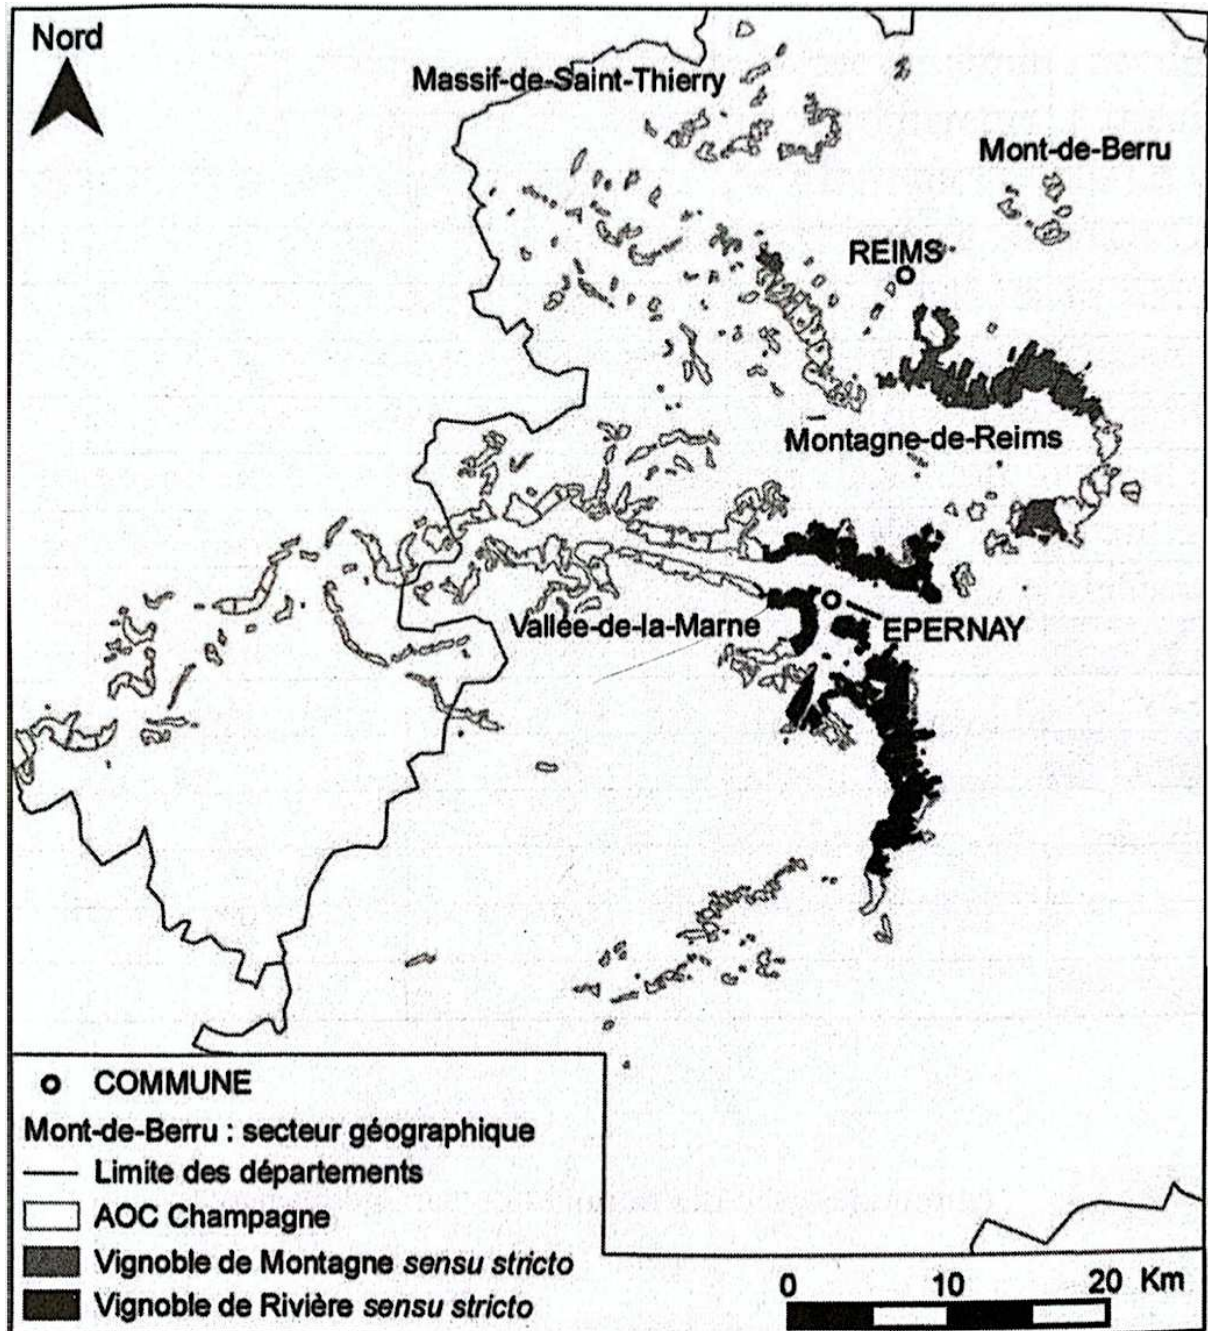 Nord
Massif-de-Saint-Thierry
Mont-de-Berru
REIMS
Montagne-de-Reims
Vallée-de-la-Marne
EPERNAY
COMMUNE
Mont-de-Berru : secteur géographique
Limite des départements
AOC Champagne
Vignoble de Montagne sensu stricto
Vignoble de Rivière sensu stricto
0 10 20 Km